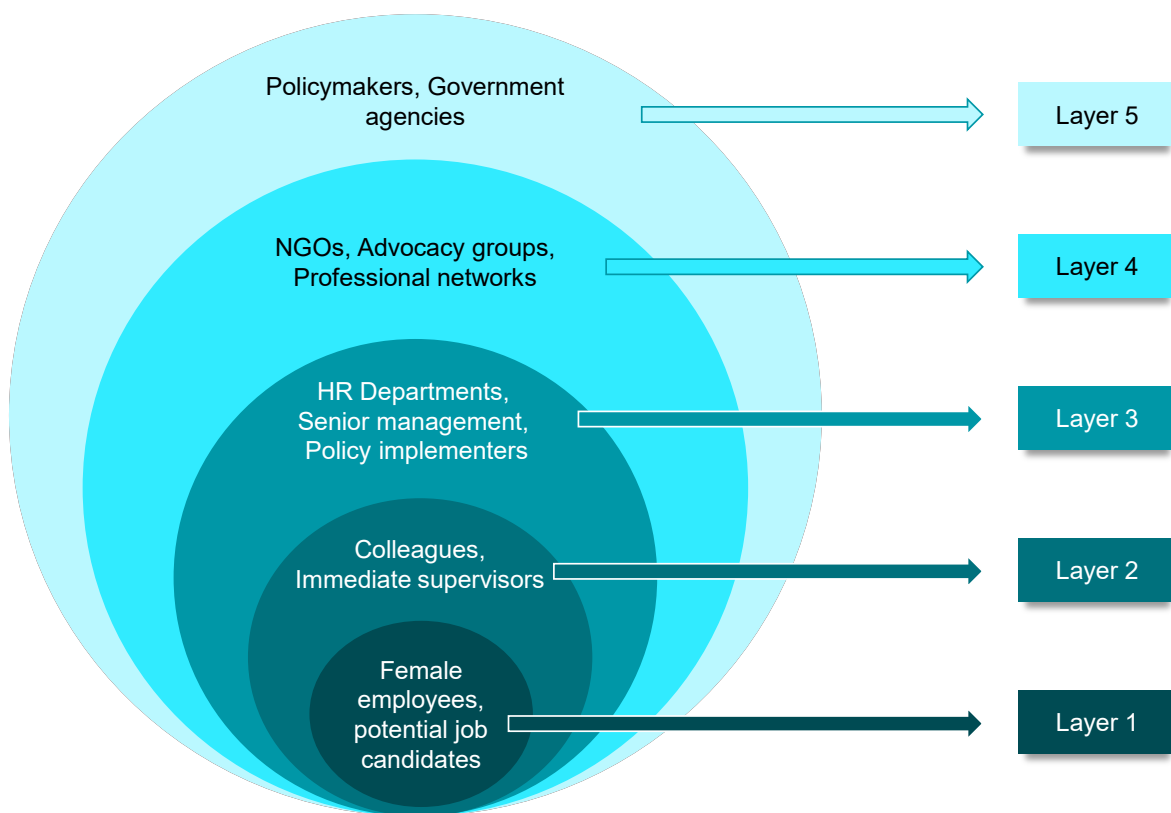 Policymakers, Government
agencies
Layer 5
NGOs, Advocacy groups,
Professional networks
Layer 4
HR Departments,
Senior management,
Policy implementers
Layer 3
Colleagues,
Immediate supervisors
Layer 2
Female
employees,
potential job
candidates
Layer 1